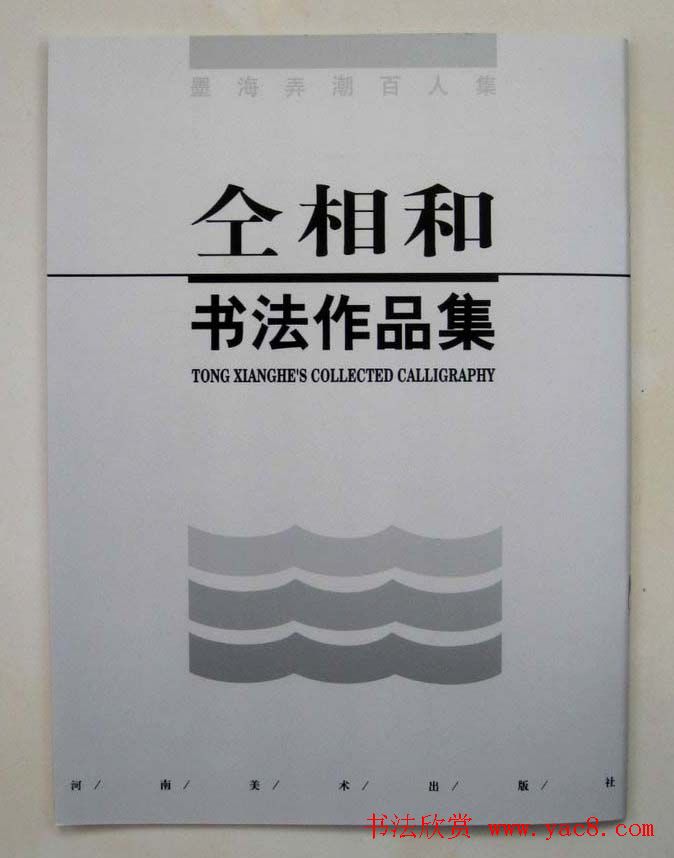 墨海弄潮百人集
仝相和
书法作品集
TONG XIANGHE'S COLLECTED CALLIGRAPHY
河/南/美/术/出/版/社
书法欣赏 www.yac8.com